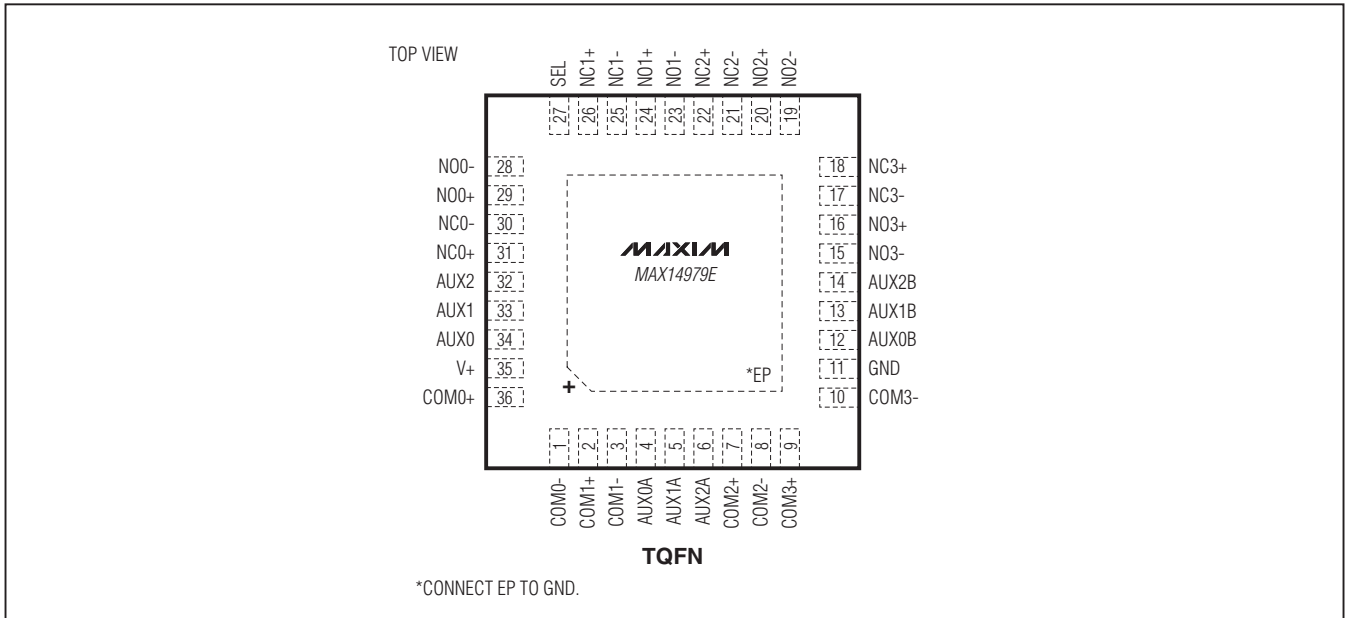 TOP VIEW
SEL
NC1+
NC1-
NO1+
NO1-
NC2+
NC2-
NO2+
NO2-
27
26
25
24
23
22
21
20
19
NO0- 28
NO0+ 29
NC0- 30
NC0+ 31
AUX2 32
AUX1 33
AUX0 34
V+ 35
COM0+ 36
MAXIM
MAX14979E
*EP
+
18 NC3+
17 NC3-
16 NO3+
15 NO3-
14 AUX2B
13 AUX1B
12 AUX0B
11 GND
10 COM3-
1
2
3
4
5
6
7
8
9
COM0-
COM1+
COM1-
AUX0A
AUX1A
AUX2A
COM2+
COM2-
COM3+
TQFN
*CONNECT EP TO GND.